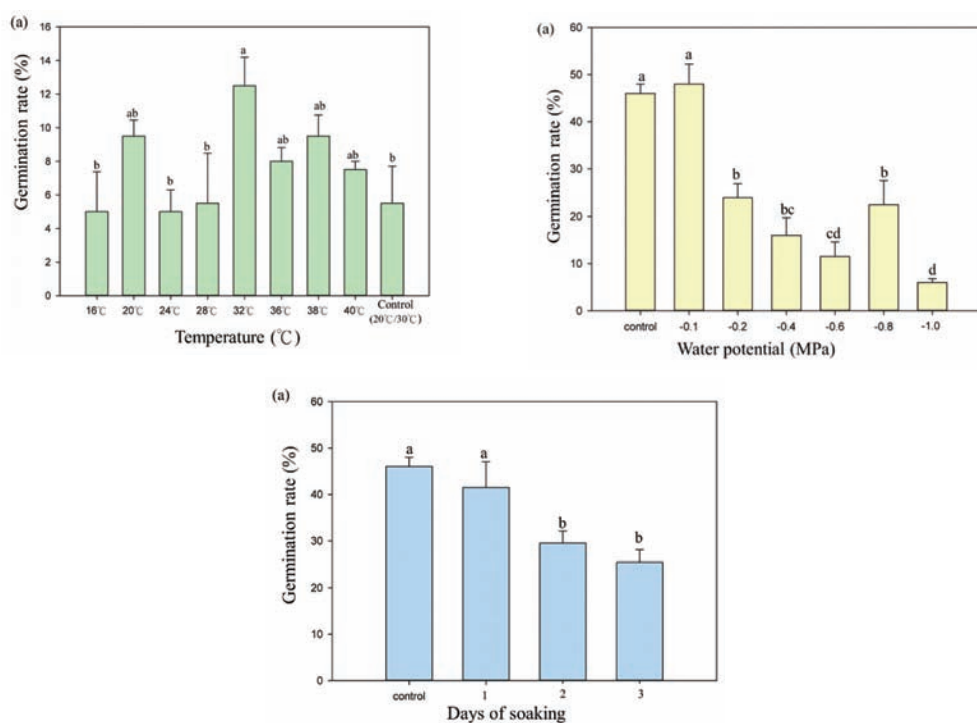 (a)
Germination rate (%)
16
14
12
10
8
6
4
2
0
b
ab
b
b
a
ab
ab
ab
b
16℃
20℃
24℃
28℃
32℃
36℃
38℃
40℃
Control
(20℃/30℃)
Temperature (℃)
(a)
Germination rate (%)
60
50
40
30
20
10
0
a
a
b
bc
cd
b
d
control
-0.1
-0.2
-0.4
-0.6
-0.8
-1.0
Water potential (MPa)
(a)
Germination rate (%)
60
50
40
30
20
10
0
a
a
b
b
control
1
2
3
Days of soaking